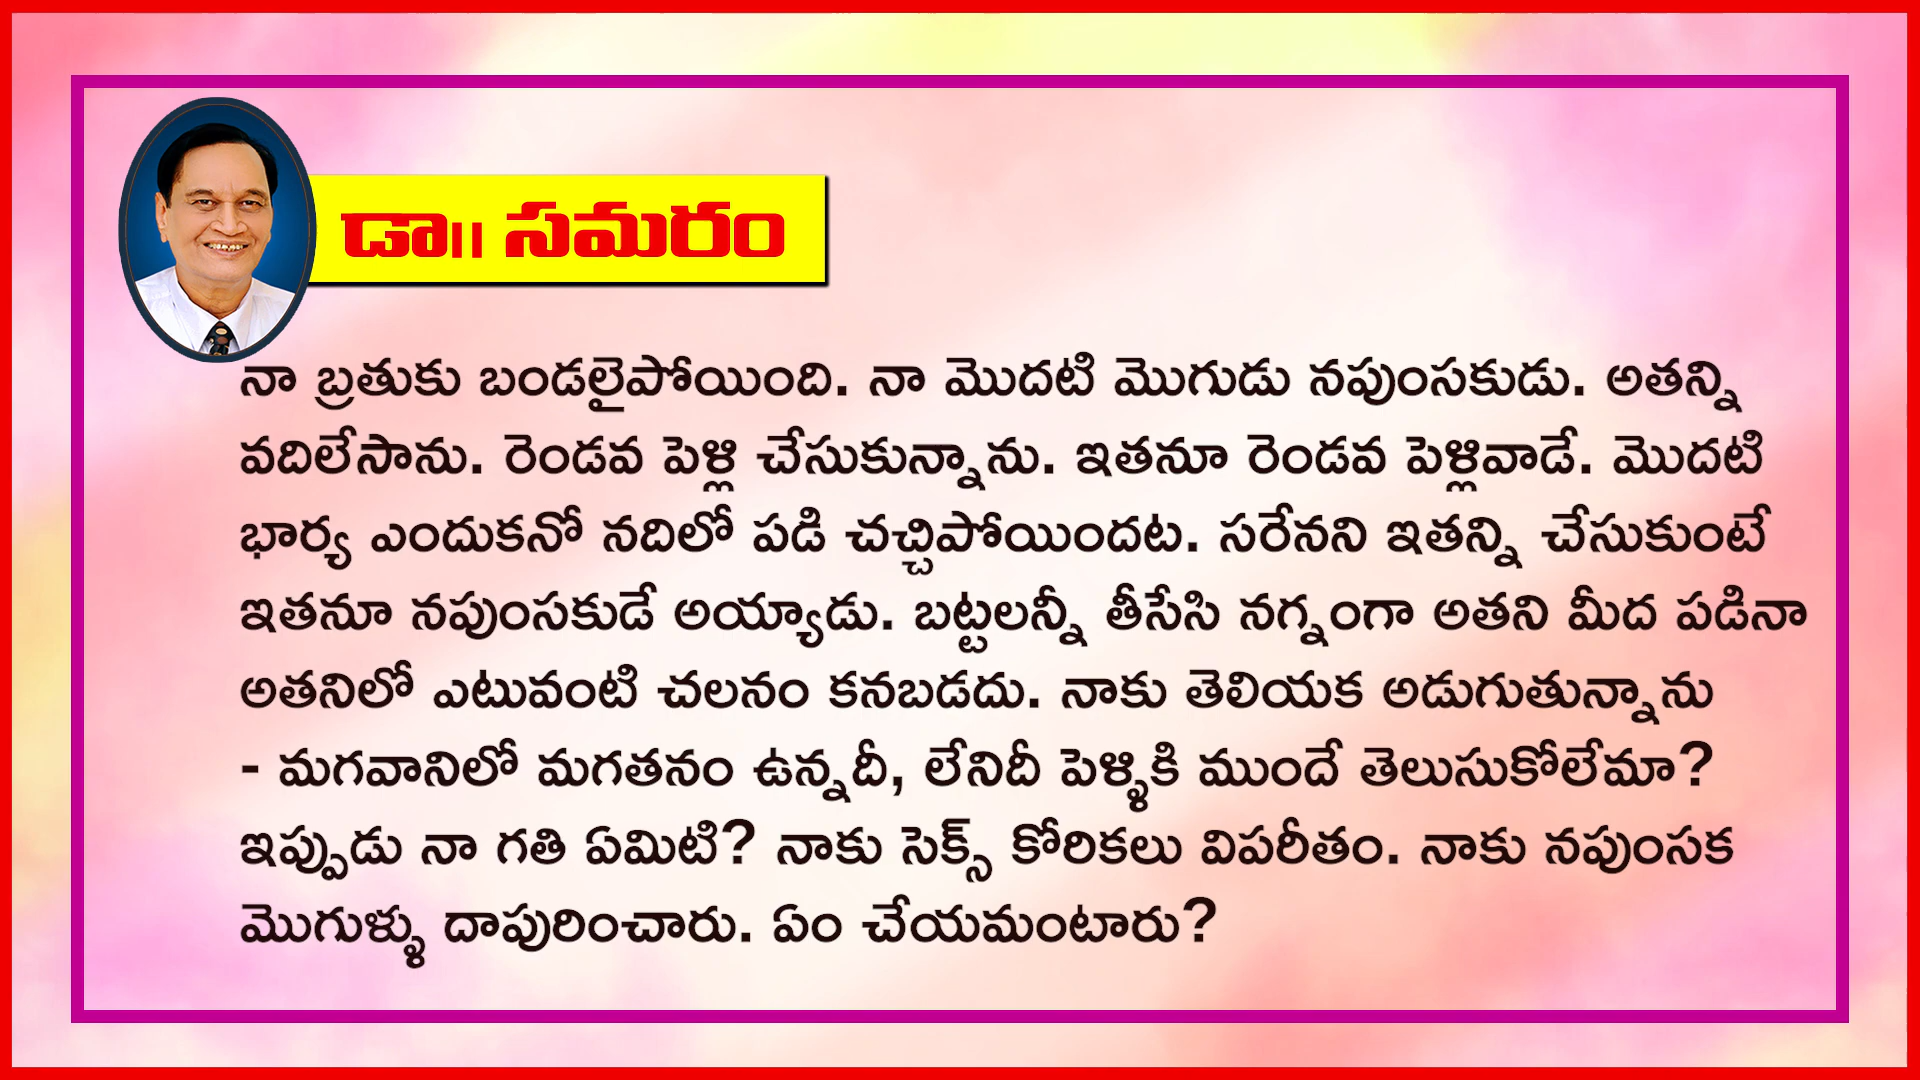 డా॥ సమరం
నా బ్రతుకు బండలైపోయింది. నా మొదటి మొగుడు నపుంసకుడు. అతన్ని
వదిలేసాను. రెండవ పెళ్లి చేసుకున్నాను. ఇతనూ రెండవ పెళ్లివాడే. మొదటి
భార్య ఎందుకనో నదిలో పడి చచ్చిపోయిందట. సరేనని ఇతన్ని చేసుకుంటే
ఇతనూ నపుంసకుడే అయ్యాడు. బట్టలన్నీ తీసేసి నగ్నంగా అతని మీద పడినా
అతనిలో ఎటువంటి చలనం కనబడదు. నాకు తెలియక అడుగుతున్నాను
- మగవానిలో మగతనం ఉన్నదీ, లేనిదీ పెళ్ళికి ముందే తెలుసుకోలేమా?
ఇప్పుడు నా గతి ఏమిటి? నాకు సెక్స్ కోరికలు విపరీతం. నాకు నపుంసక
మొగుళ్ళు దాపురించారు. ఏం చేయమంటారు?